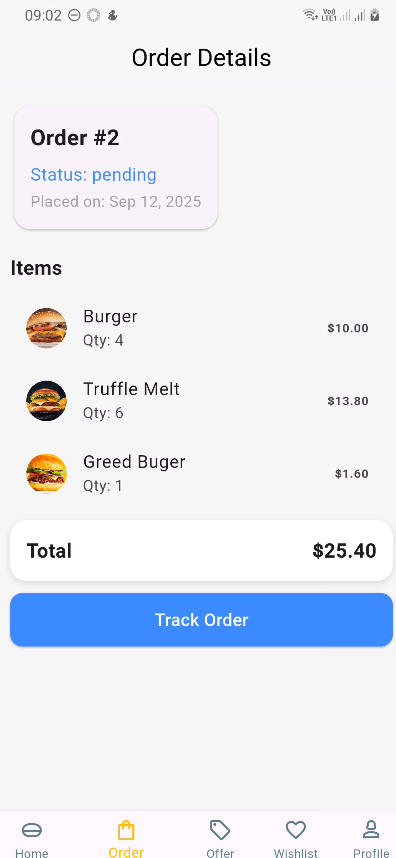 09:02
Vo)) LTE1
Order Details
Order #2
Status: pending
Placed on: Sep 12, 2025
Items
Burger
Qty: 4
$10.00
Truffle Melt
Qty: 6
$13.80
Greed Buger
Qty: 1
$1.60
Total
$25.40
Track Order
Home
Order
Offer
Wishlist
Profile